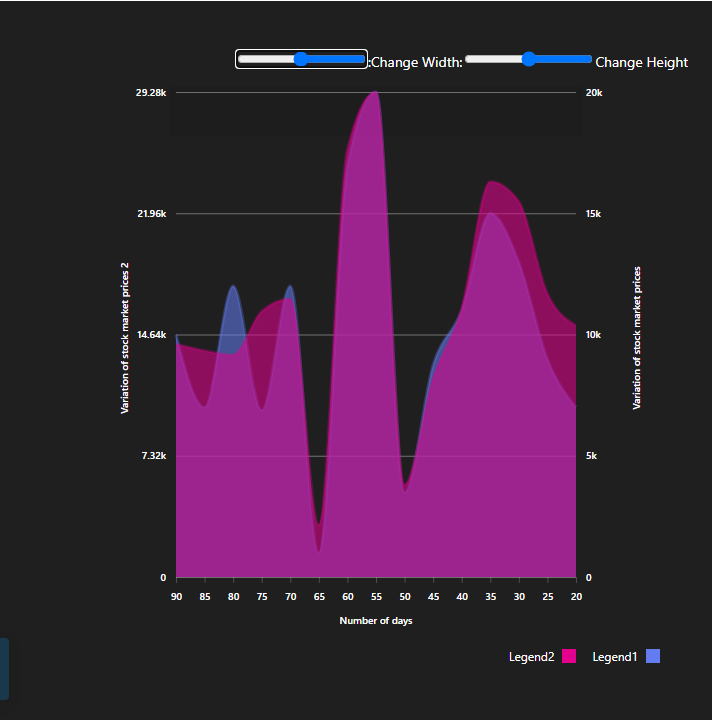 :Change Width: Change Height
29.28k
21.96k
14.64k
7.32k
0
Variation of stock market prices 2
20k
15k
10k
5k
0
Variation of stock market prices
90 85 80 75 70 65 60 55 50 45 40 35 30 25 20
Number of days
Legend2 Legend1